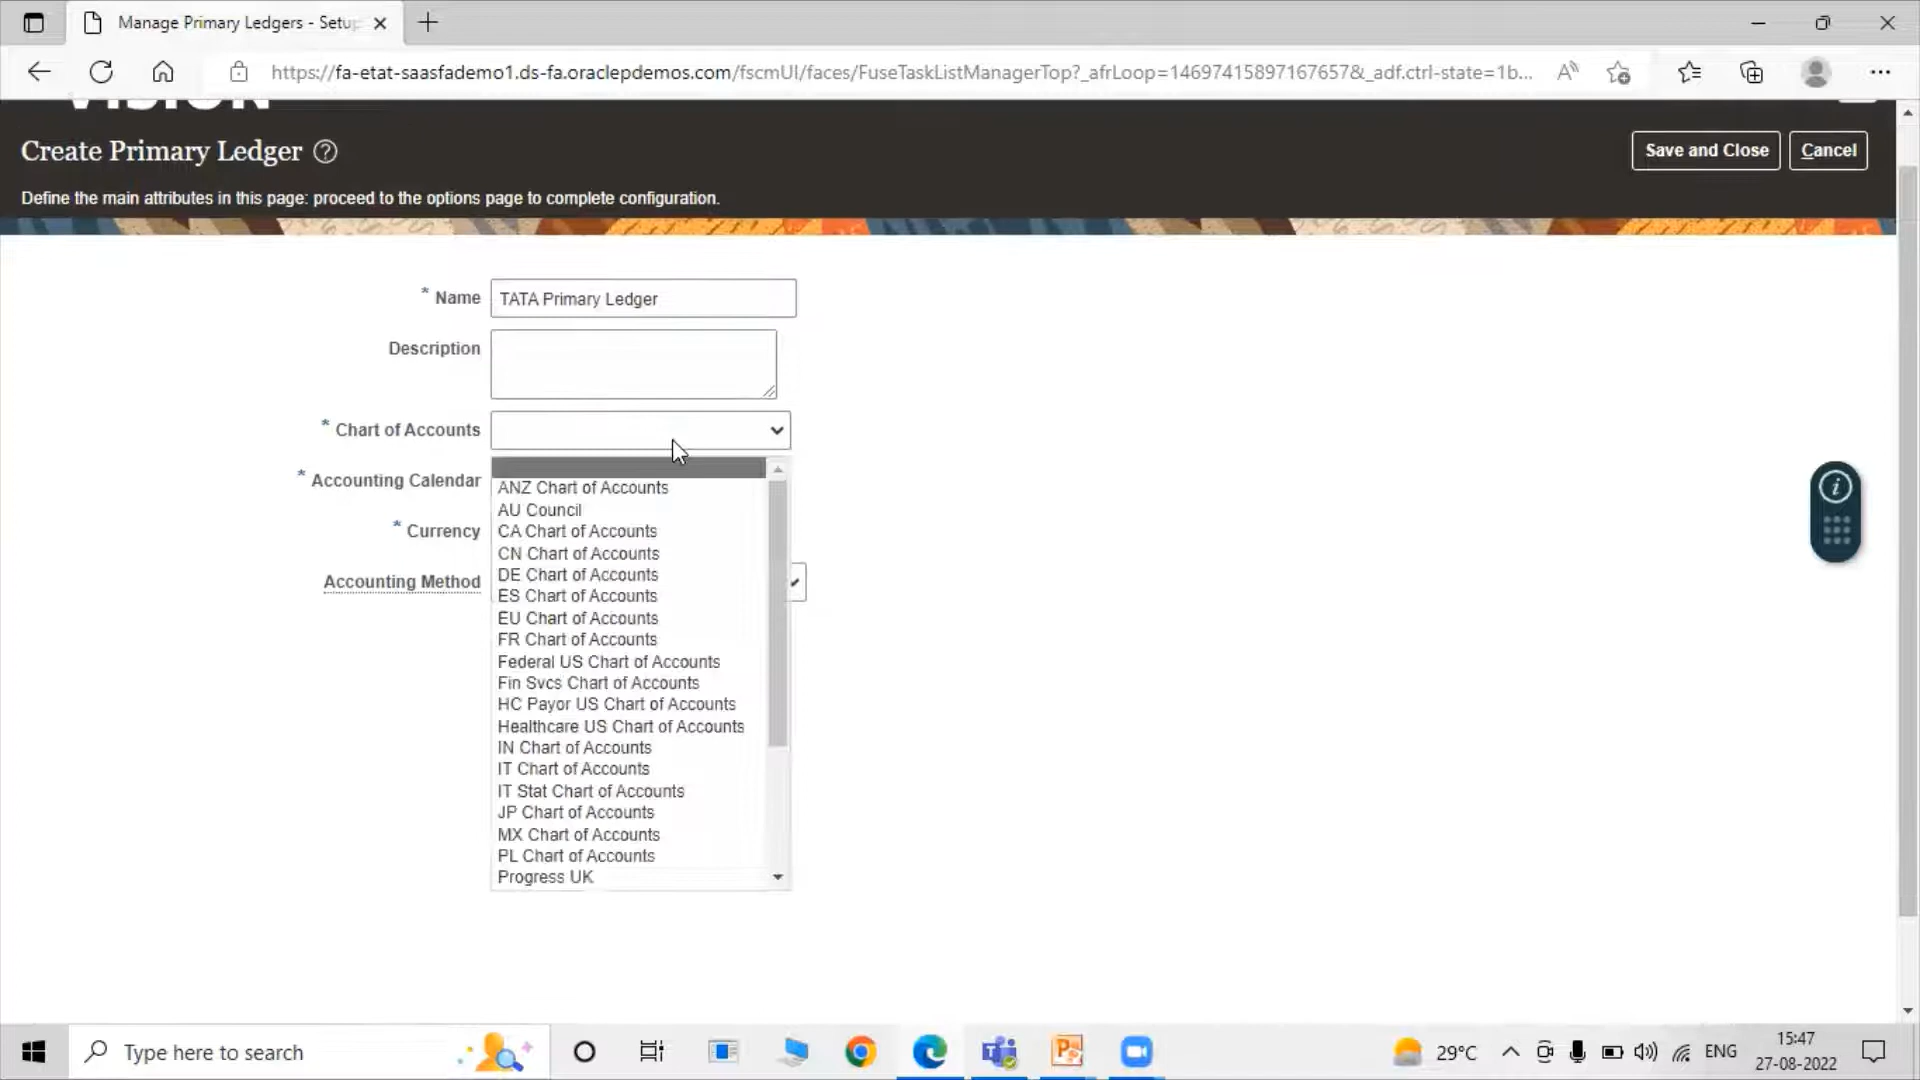 Manage Primary Ledgers - Setup
https://fa-etat-saasfademo1.ds-fa.oraclepdemos.com/fscmUI/faces/FuseTaskListManagerTop?_afrLoop=14697415897167657&_adf.ctrl-state=1b...
VISION
Create Primary Ledger
Save and Close
Cancel
Define the main attributes in this page: proceed to the options page to complete configuration.
* Name TATA Primary Ledger
Description
* Chart of Accounts
* Accounting Calendar
* Currency
Accounting Method
ANZ Chart of Accounts
AU Council
CA Chart of Accounts
CN Chart of Accounts
DE Chart of Accounts
ES Chart of Accounts
EU Chart of Accounts
FR Chart of Accounts
Federal US Chart of Accounts
Fin Svcs Chart of Accounts
HC Payor US Chart of Accounts
Healthcare US Chart of Accounts
IN Chart of Accounts
IT Chart of Accounts
IT Stat Chart of Accounts
JP Chart of Accounts
MX Chart of Accounts
PL Chart of Accounts
Progress UK
Type here to search
29°C
ENG
15:47
27-08-2022